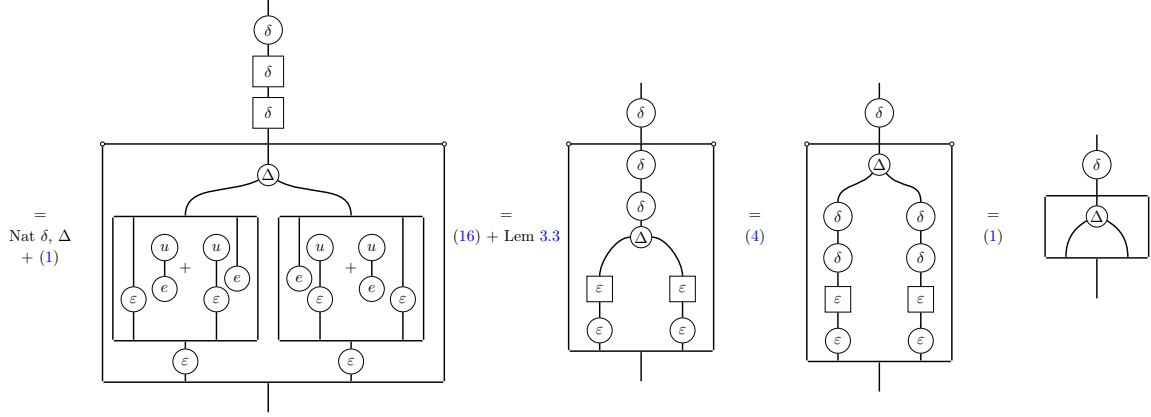 δ
δ
δ
Δ
=
Nat δ, Δ
+ (1)
u
u
e
+
e
ε
ε
u
u
e
+
e
ε
ε
ε
ε
=
(16) + Lem 3.3
δ
δ
δ
Δ
ε
ε
ε
ε
=
(4)
δ
Δ
δ
δ
δ
δ
ε
ε
ε
ε
=
(1)
δ
Δ